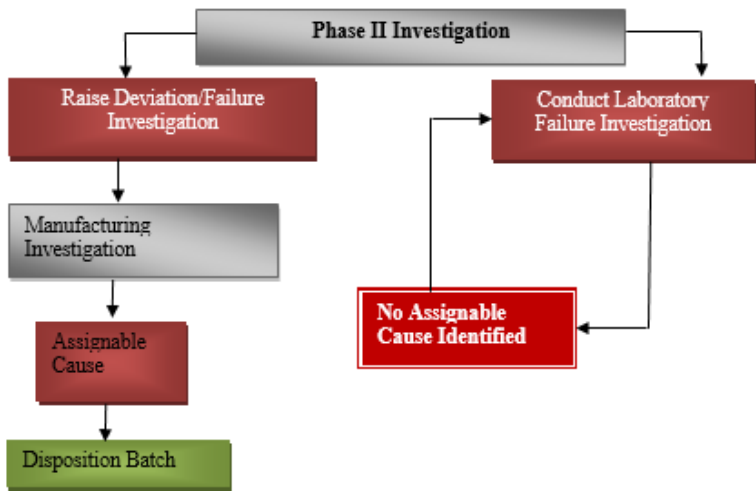 Phase II Investigation
Raise Deviation/Failure
Investigation
Conduct Laboratory
Failure Investigation
Manufacturing
Investigation
No Assignable
Cause Identified
Assignable
Cause
Disposition Batch